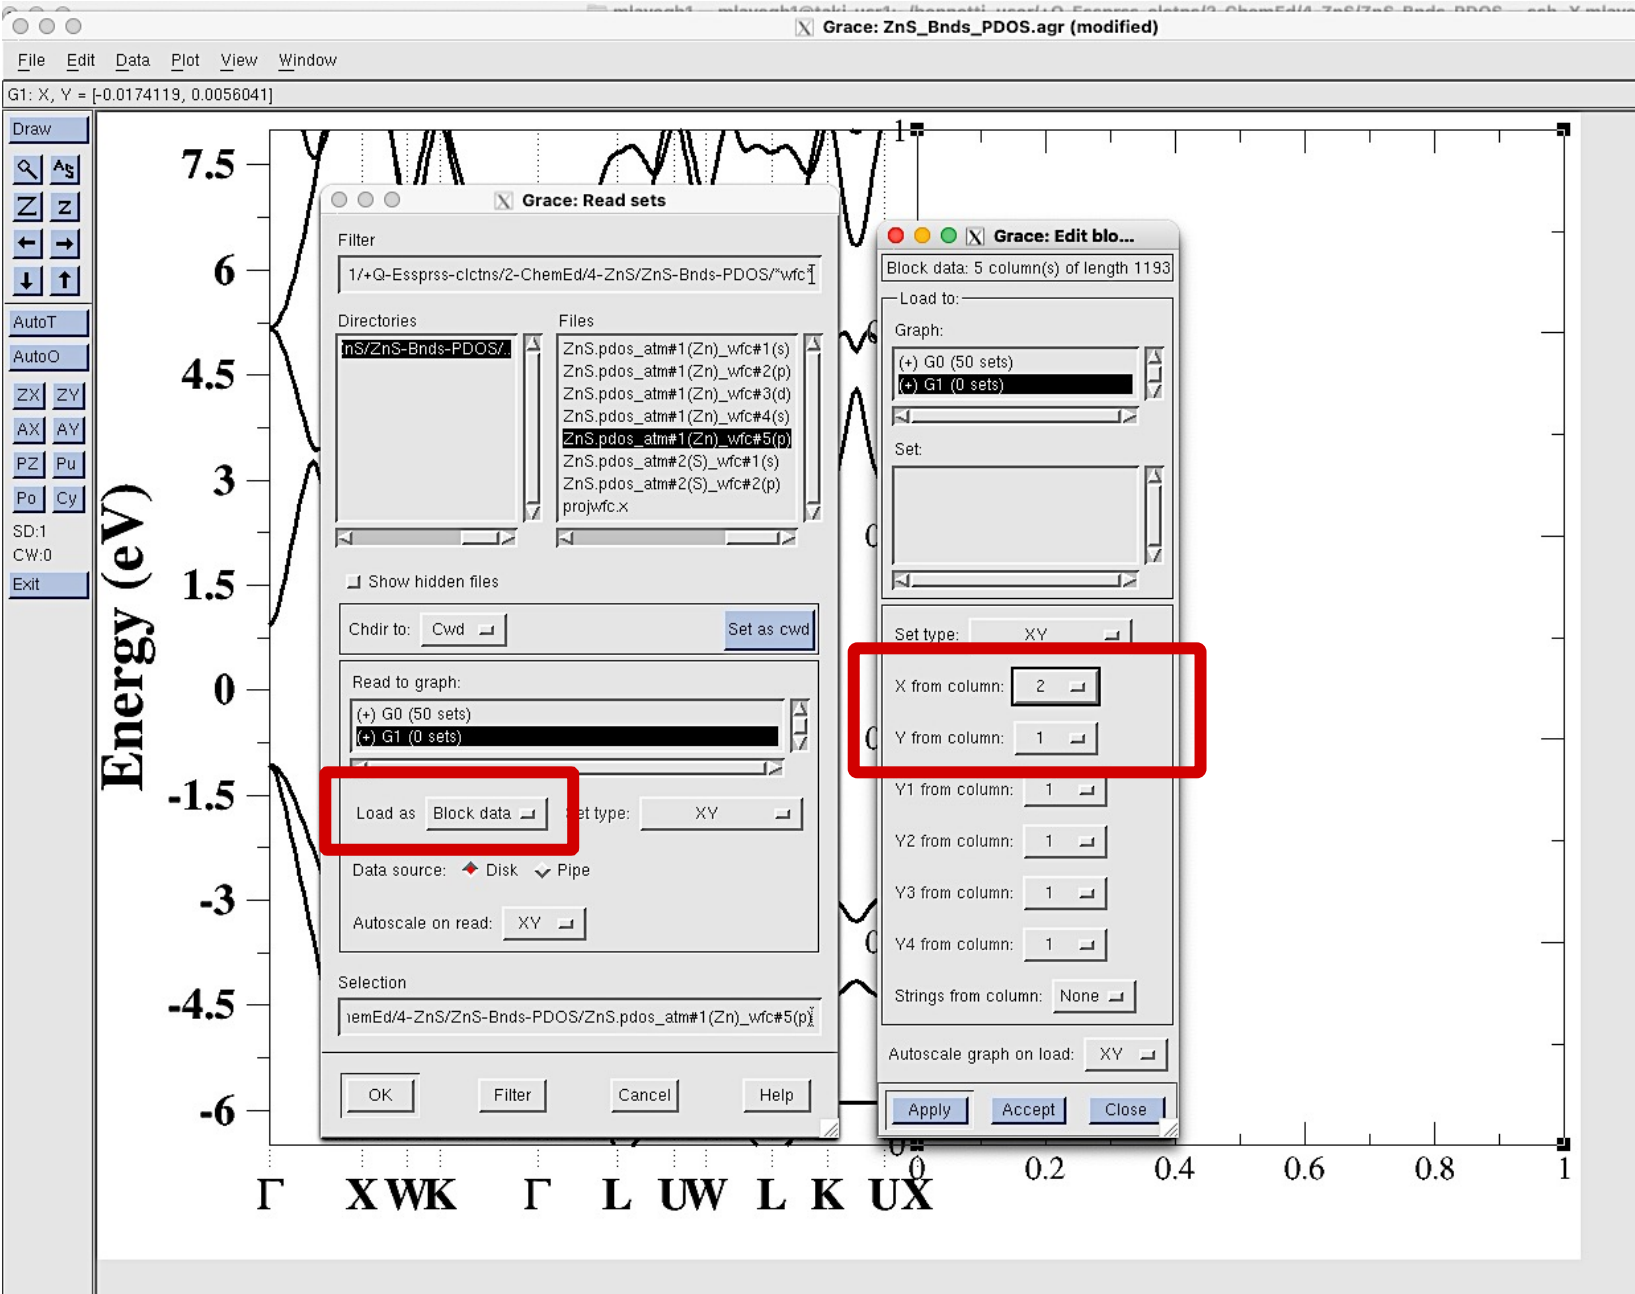 Grace: ZnS_Bnds_PDOS.agr (modified)
File Edit Data Plot View Window
G1: X, Y = [-0.0174119, 0.0056041]
Draw
Z z
AutoT
AutoO
ZX ZY
AX AY
PZ Pu
Po Cy
SD:1
CW:0
Exit
Energy (eV)
7.5
6
4.5
3
1.5
0
-1.5
-3
-4.5
-6
Γ X W K Γ L U W L K U X
1
0
0 0.2 0.4 0.6 0.8 1
Grace: Read sets
Filter
1/+Q-Essprss-clctns/2-ChemEd/4-ZnS/ZnS-Bnds-PDOS/*wfc*
Directories Files
nS/ZnS-Bnds-PDOS/..
ZnS.pdos_atm#1(Zn)_wfc#1(s)
ZnS.pdos_atm#1(Zn)_wfc#2(p)
ZnS.pdos_atm#1(Zn)_wfc#3(d)
ZnS.pdos_atm#1(Zn)_wfc#4(s)
ZnS.pdos_atm#1(Zn)_wfc#5(p)
ZnS.pdos_atm#2(S)_wfc#1(s)
ZnS.pdos_atm#2(S)_wfc#2(p)
projwfc.x
Show hidden files
Chdir to: Cwd Set as cwd
Read to graph:
(+) G0 (50 sets)
(+) G1 (0 sets)
Load as Block data Set type: XY
Data source: Disk Pipe
Autoscale on read: XY
Selection
emEd/4-ZnS/ZnS-Bnds-PDOS/ZnS.pdos_atm#1(Zn)_wfc#5(p)
OK Filter Cancel Help
Grace: Edit blo...
Block data: 5 column(s) of length 1193
Load to:
Graph:
(+) G0 (50 sets)
(+) G1 (0 sets)
Set:
Set type: XY
X from column: 2
Y from column: 1
Y1 from column: 1
Y2 from column: 1
Y3 from column: 1
Y4 from column: 1
Strings from column: None
Autoscale graph on load: XY
Apply Accept Close